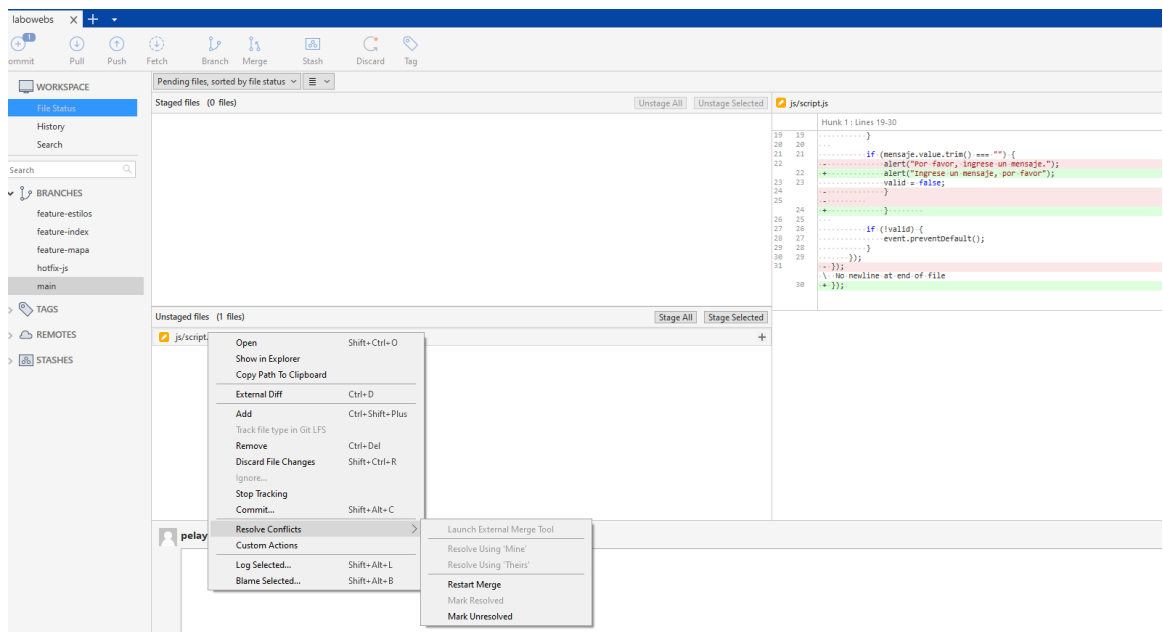 labowebs
1
ommit Pull Push Fetch Branch Merge Stash Discard Tag
WORKSPACE
File Status
History
Search
Search
BRANCHES
feature-estilos
feature-index
feature-mapa
hotfix-js
main
TAGS
REMOTES
STASHES
Pending files, sorted by file status
Staged files (0 files)
Unstage All Unstage Selected
Unstaged files (1 files)
Stage All Stage Selected
js/script.
Open Shift+Ctrl+O
Show in Explorer
Copy Path To Clipboard
External Diff Ctrl+D
Add Ctrl+Shift+Plus
Track file type in Git LFS
Remove Ctrl+Del
Discard File Changes Shift+Ctrl+R
Ignore...
Stop Tracking
Commit... Shift+Alt+C
Resolve Conflicts
Custom Actions
Log Selected... Shift+Alt+L
Blame Selected... Shift+Alt+B
Launch External Merge Tool
Resolve Using 'Mine'
Resolve Using 'Theirs'
Restart Merge
Mark Resolved
Mark Unresolved
pelay
js/script.js
Hunk 1 : Lines 19-30
19 19 }
20 20
21 21 if (mensaje.value.trim() === "") {
22 - alert("Por favor, ingrese un mensaje.");
22 + alert("Ingrese un mensaje, por favor");
23 23 valid = false;
24 - }
25 -
24 + }
26 25
27 26 if (!valid) {
28 27 event.preventDefault();
29 28 }
30 29 });
31 - });
\ No newline at end of file
30 + });